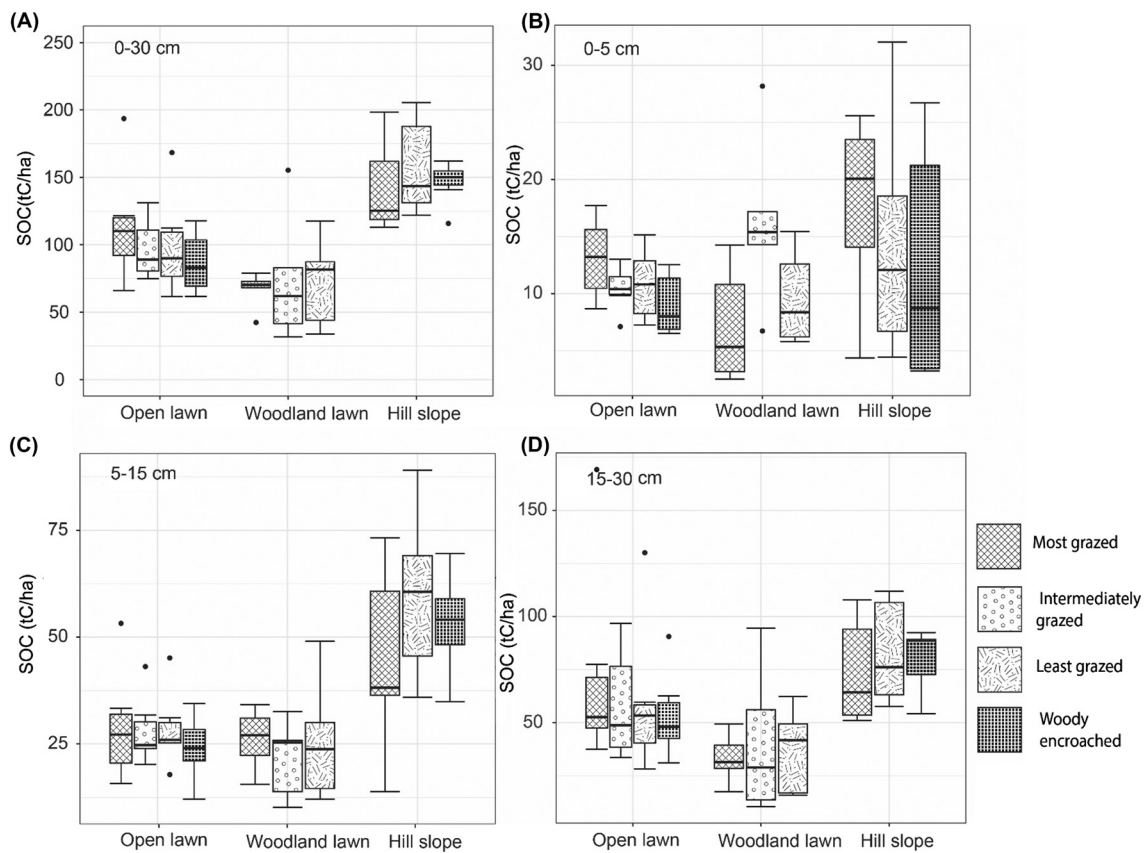 (A)
0-30 cm
250
200
150
100
50
0
SOC(tC/ha)
Open lawn
Woodland lawn
Hill slope
(B)
0-5 cm
30
20
10
SOC (tC/ha)
Open lawn
Woodland lawn
Hill slope
(C)
5-15 cm
75
50
25
SOC (tC/ha)
Open lawn
Woodland lawn
Hill slope
(D)
15-30 cm
150
100
50
SOC (tC/ha)
Open lawn
Woodland lawn
Hill slope
Most grazed
Intermediately
grazed
Least grazed
Woody
encroached